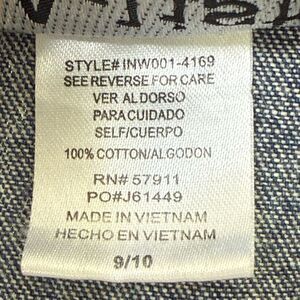 STYLE# INW001-4169
SEE REVERSE FOR CARE
VER AL DORSO
PARA CUIDADO
SELF/CUERPO
100% COTTON/ALGODON
RN# 57911
PO#J61449
MADE IN VIETNAM
HECHO EN VIETNAM
9/10